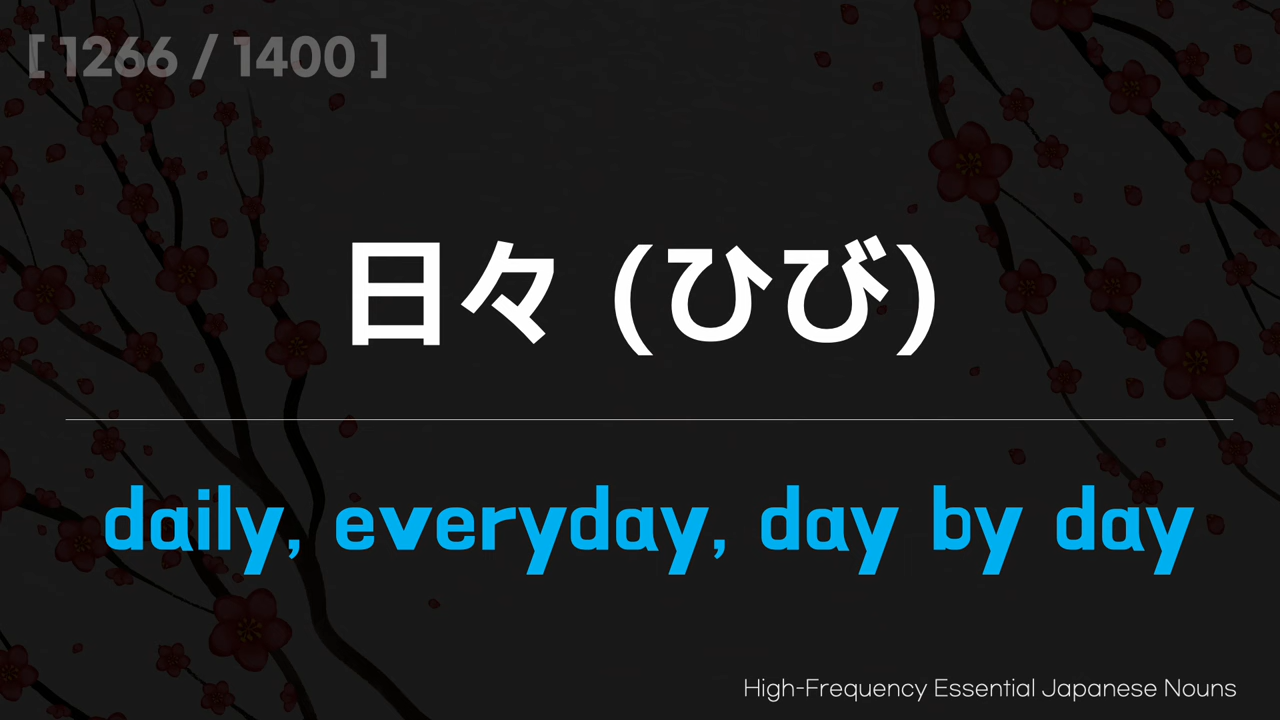 [ 1266 / 1400 ]
日々 (ひび)
daily, everyday, day by day
High-Frequency Essential Japanese Nouns